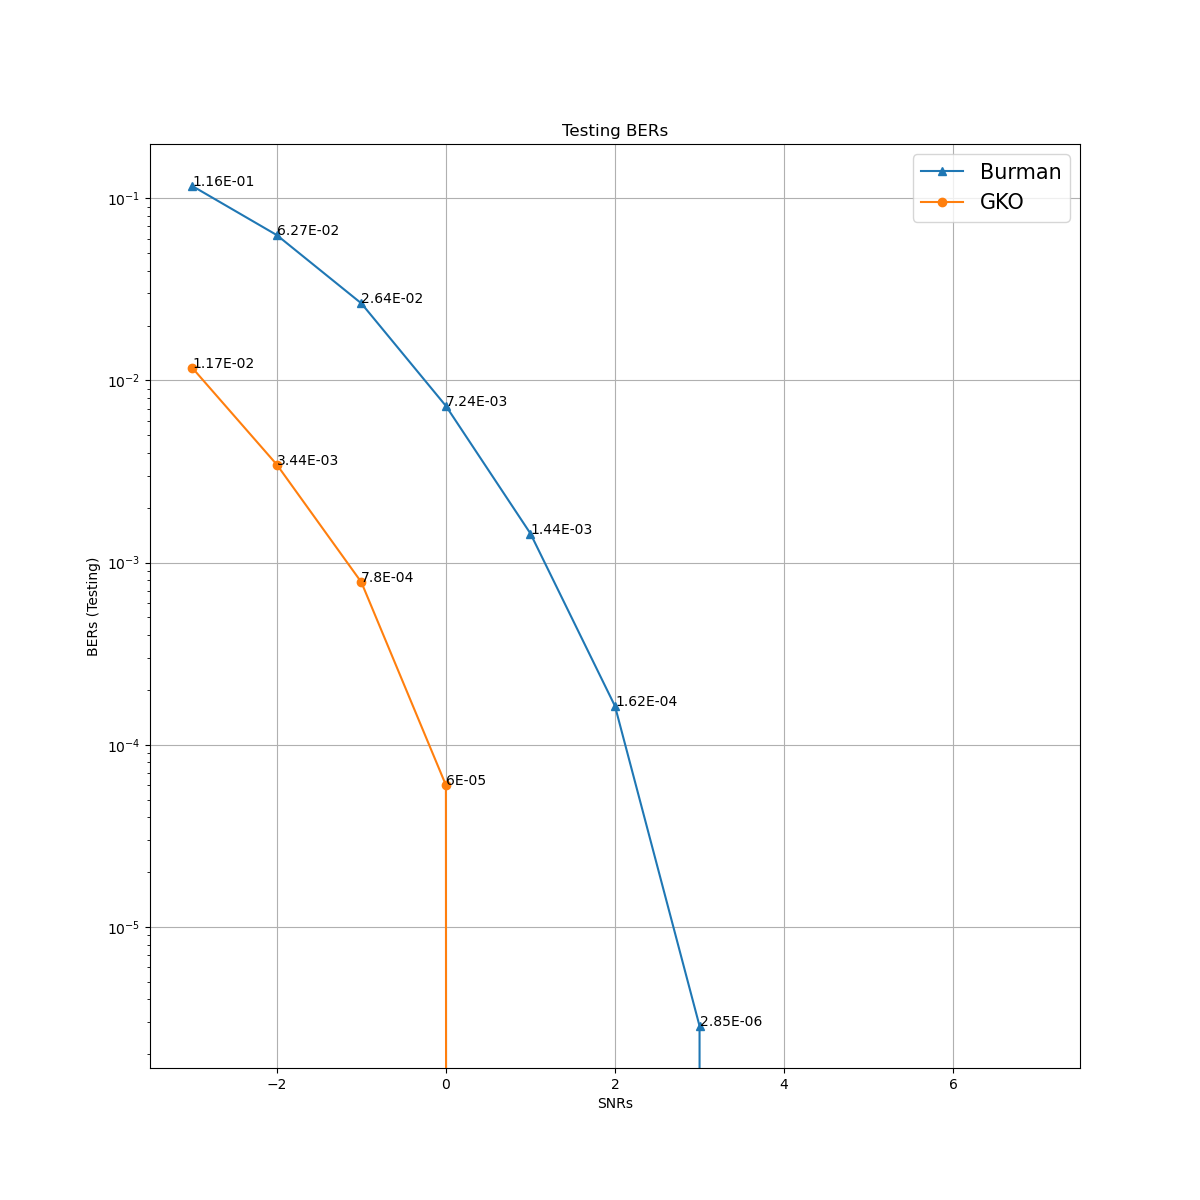 Testing BERs
Burman
GKO
1.16E-01
6.27E-02
2.64E-02
1.17E-02
7.24E-03
3.44E-03
1.44E-03
7.8E-04
1.62E-04
6E-05
2.85E-06
10⁻¹
10⁻²
10⁻³
10⁻⁴
10⁻⁵
BERs (Testing)
−2 0 2 4 6
SNRs